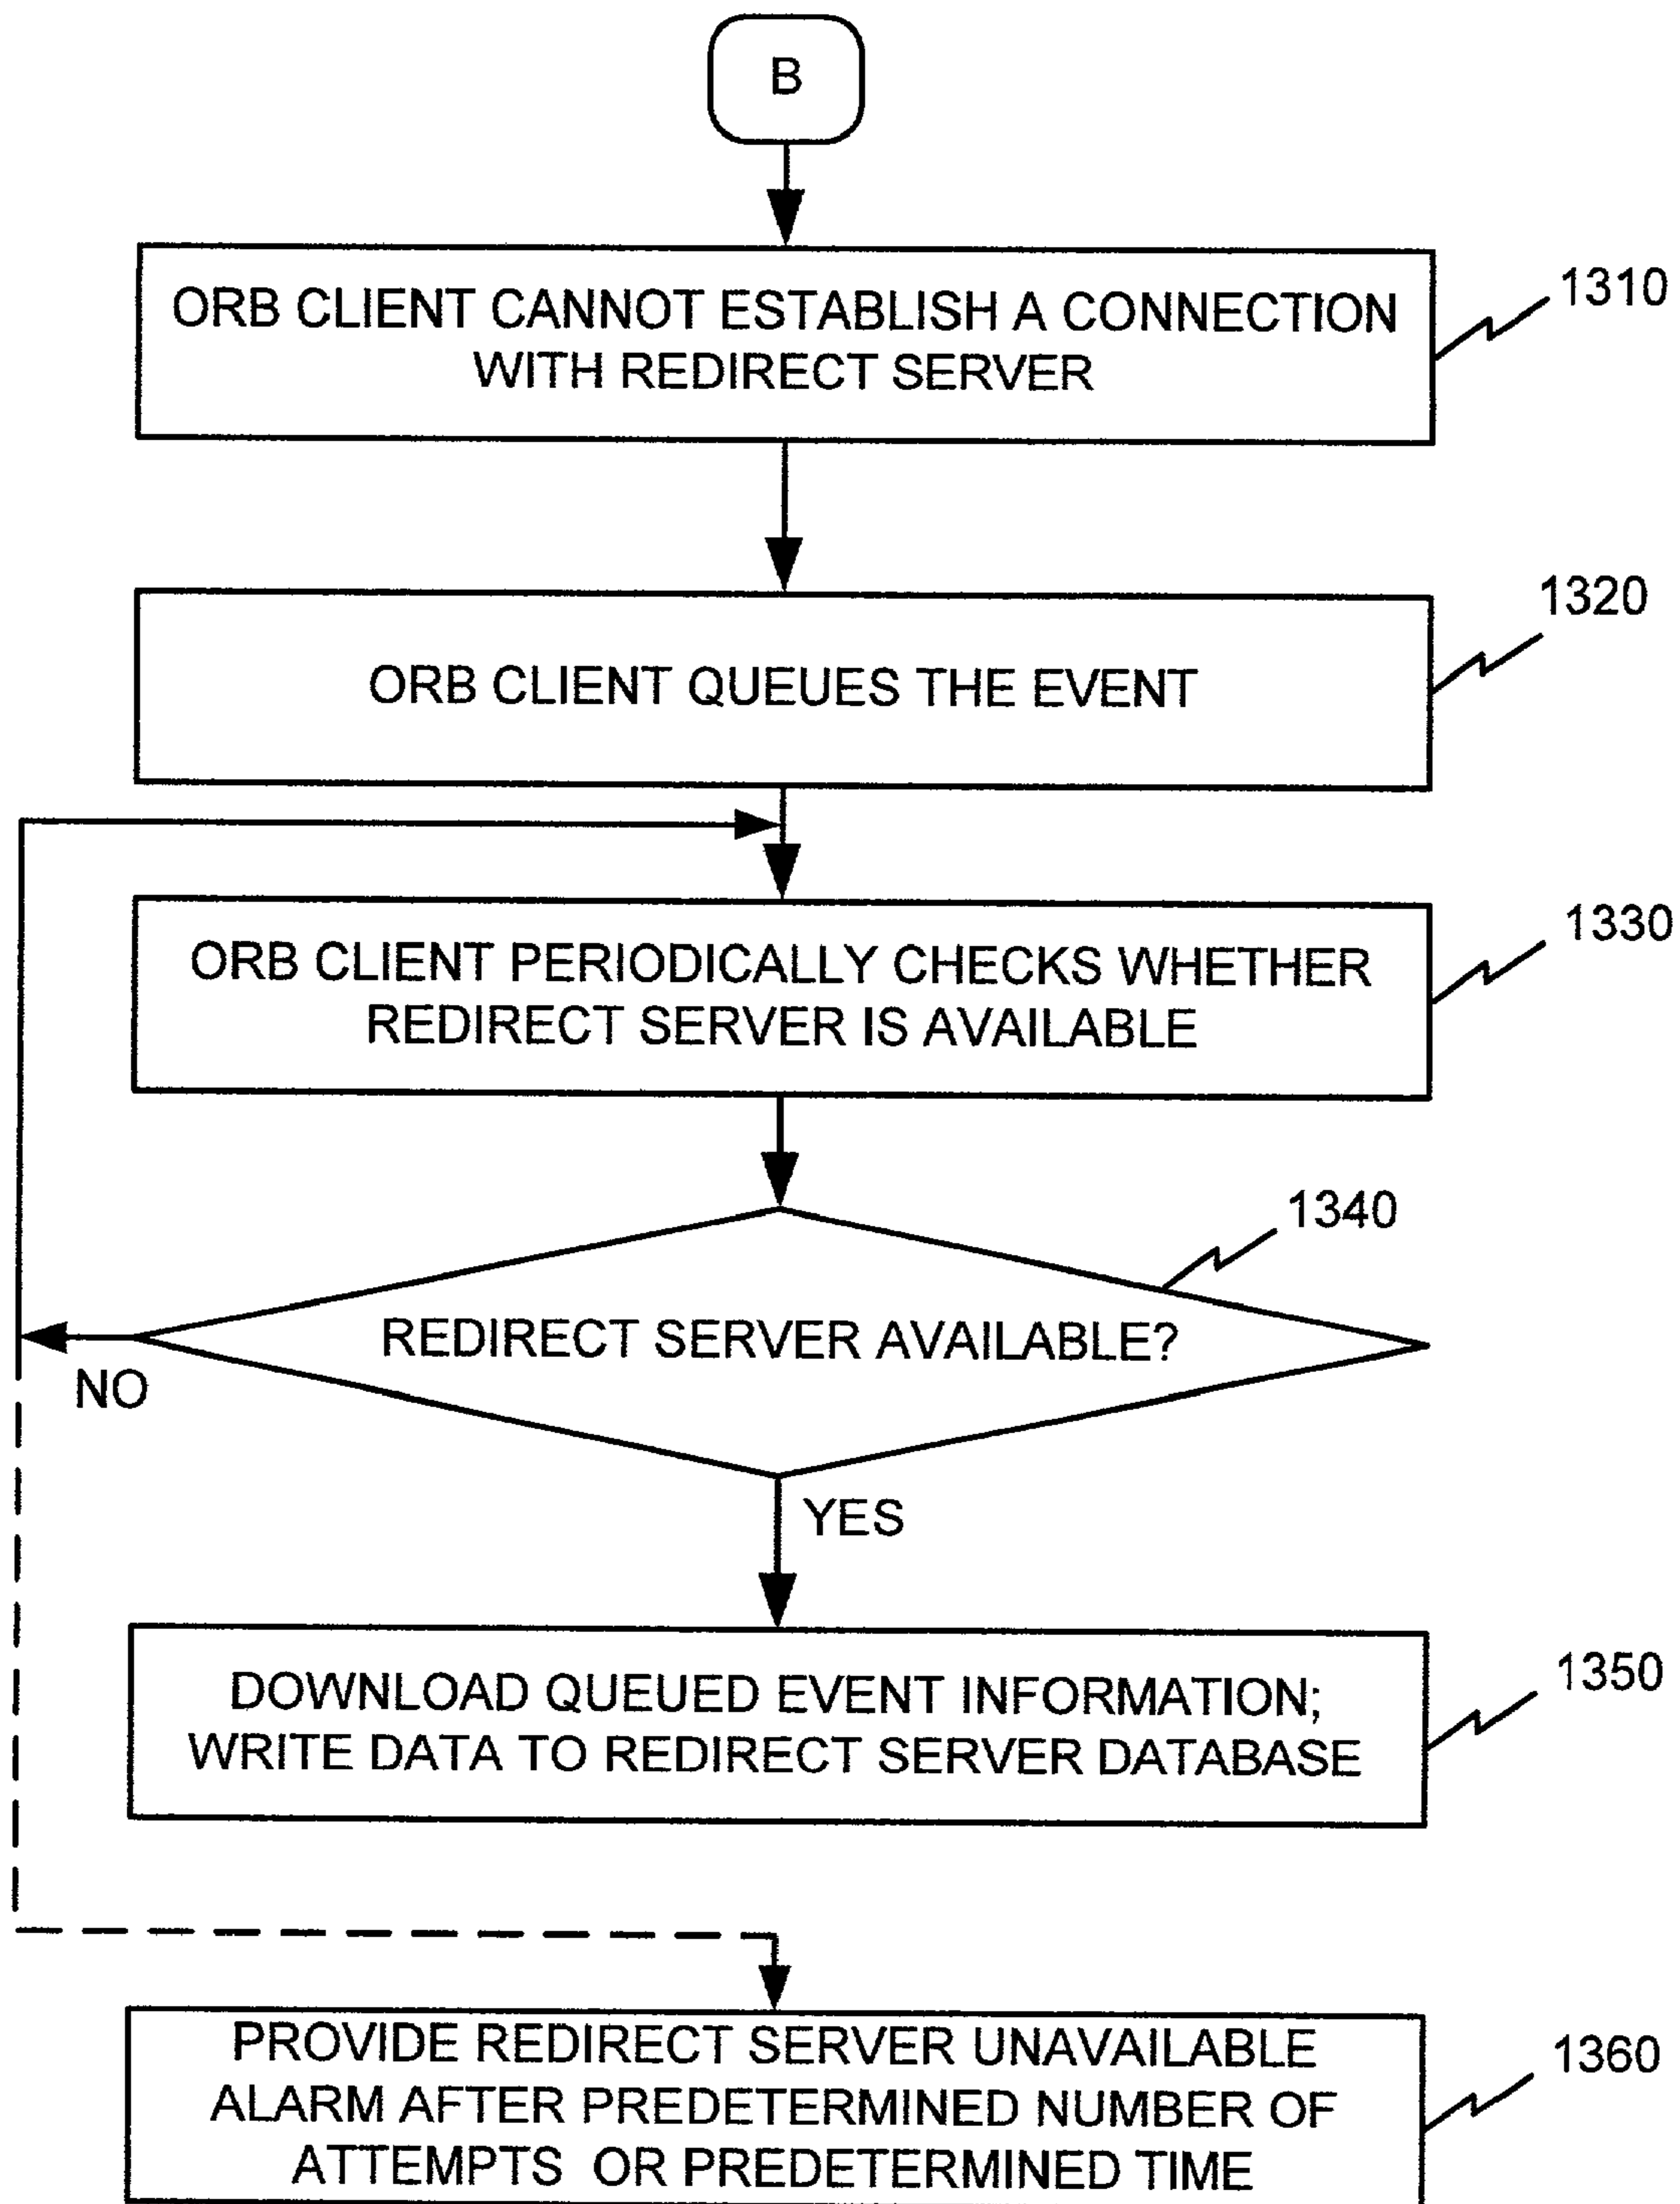 B
ORB CLIENT CANNOT ESTABLISH A CONNECTION
WITH REDIRECT SERVER
1310
ORB CLIENT QUEUES THE EVENT
1320
ORB CLIENT PERIODICALLY CHECKS WHETHER
REDIRECT SERVER IS AVAILABLE
1330
1340
REDIRECT SERVER AVAILABLE?
NO
YES
DOWNLOAD QUEUED EVENT INFORMATION;
WRITE DATA TO REDIRECT SERVER DATABASE
1350
PROVIDE REDIRECT SERVER UNAVAILABLE
ALARM AFTER PREDETERMINED NUMBER OF
ATTEMPTS OR PREDETERMINED TIME
1360